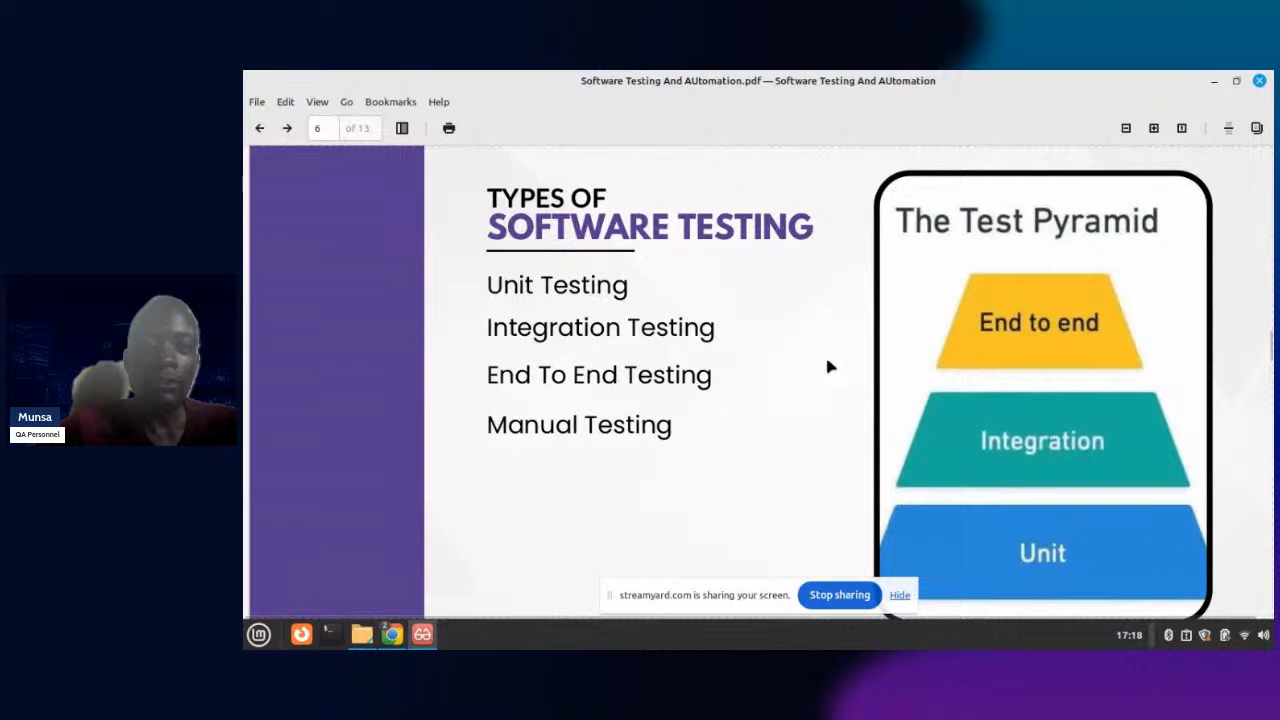 Software Testing And AUtomation.pdf — Software Testing And AUtomation
File Edit View Go Bookmarks Help
6 of 13
TYPES OF
SOFTWARE TESTING
Unit Testing
Integration Testing
End To End Testing
Manual Testing
The Test Pyramid
End to end
Integration
Unit
Munsa
QA Personnel
streamyard.com is sharing your screen. Stop sharing Hide
2
17:18